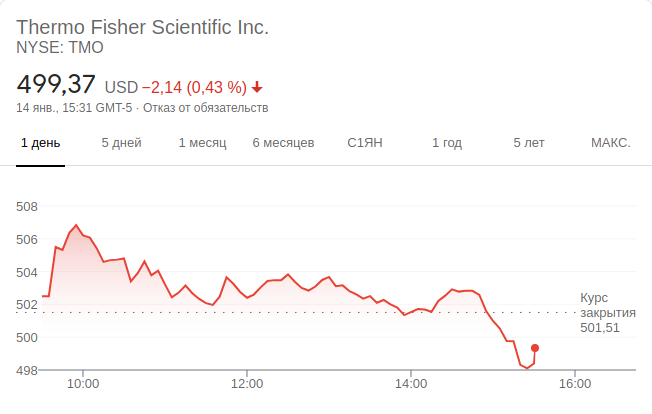 Thermo Fisher Scientific Inc.
NYSE: TMO
499,37 USD −2,14 (0,43 %)
14 янв., 15:31 GMT-5 · Отказ от обязательств
1 день 5 дней 1 месяц 6 месяцев С1ЯН 1 год 5 лет МАКС.
508
506
504
502
500
498
Курс
закрытия
501,51
10:00 12:00 14:00 16:00